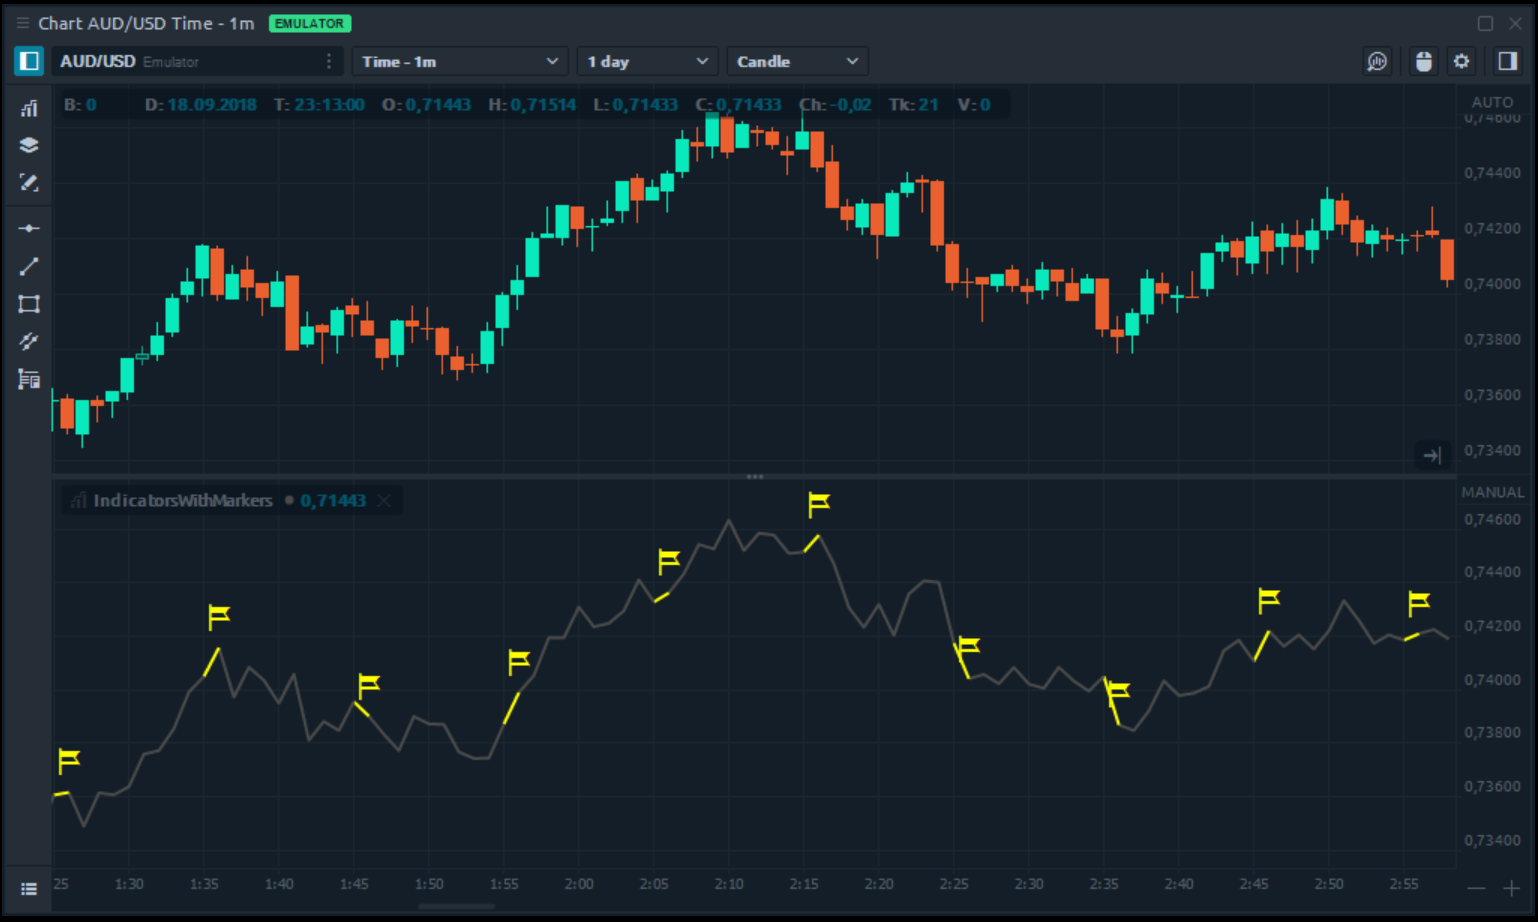 Chart AUD/USD Time - 1m EMULATOR
AUD/USD Emulator Time - 1m 1 day Candle
B: 0 D: 18.09.2018 T: 23:13:00 O: 0,71443 H: 0,71514 L: 0,71433 C: 0,71433 Ch: -0,02 Tk: 21 V: 0
AUTO
0,74600
0,74400
0,74200
0,74000
0,73800
0,73600
0,73400
IndicatorsWithMarkers 0,71443
MANUAL
0,74600
0,74400
0,74200
0,74000
0,73800
0,73600
0,73400
25 1:30 1:35 1:40 1:45 1:50 1:55 2:00 2:05 2:10 2:15 2:20 2:25 2:30 2:35 2:40 2:45 2:50 2:55